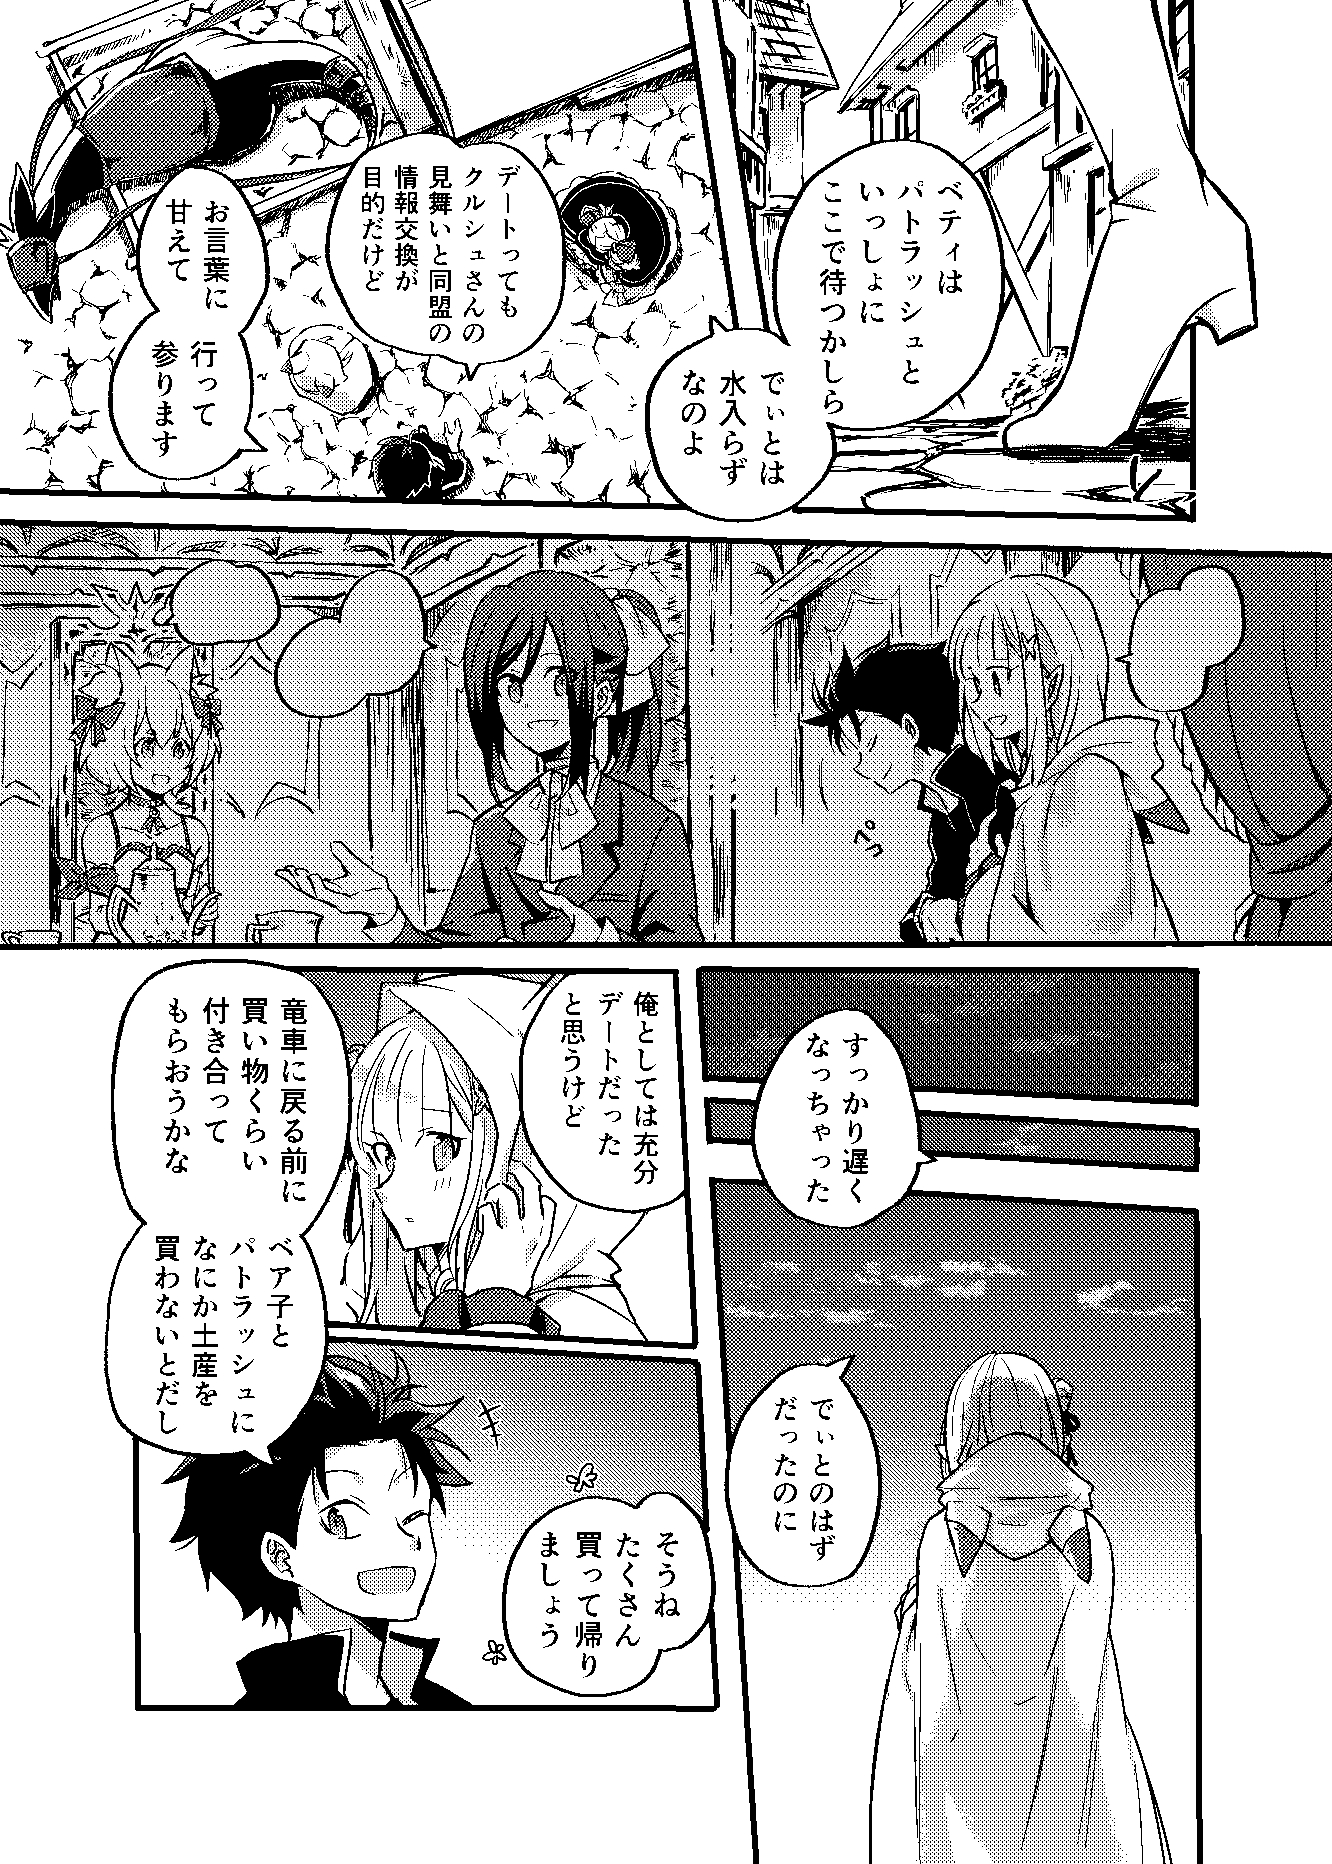 ベティは
パトラッシュと
いっしょに
ここで待つかしら
でぃとは
水入らず
なのよ
デートっても
クルシュさんの
見舞いと同盟の
情報交換が
目的だけど
お言葉に
甘えて
行って
参ります
ペコ
すっかり遅く
なっちゃった
でぃとのはず
だったのに
俺としては充分
デートだった
と思うけど
竜車に戻る前に
買い物くらい
付き合って
もらおうかな
ベア子と
パトラッシュに
なにか土産を
買わないとだし
そうね
たくさん
買って帰り
ましょう